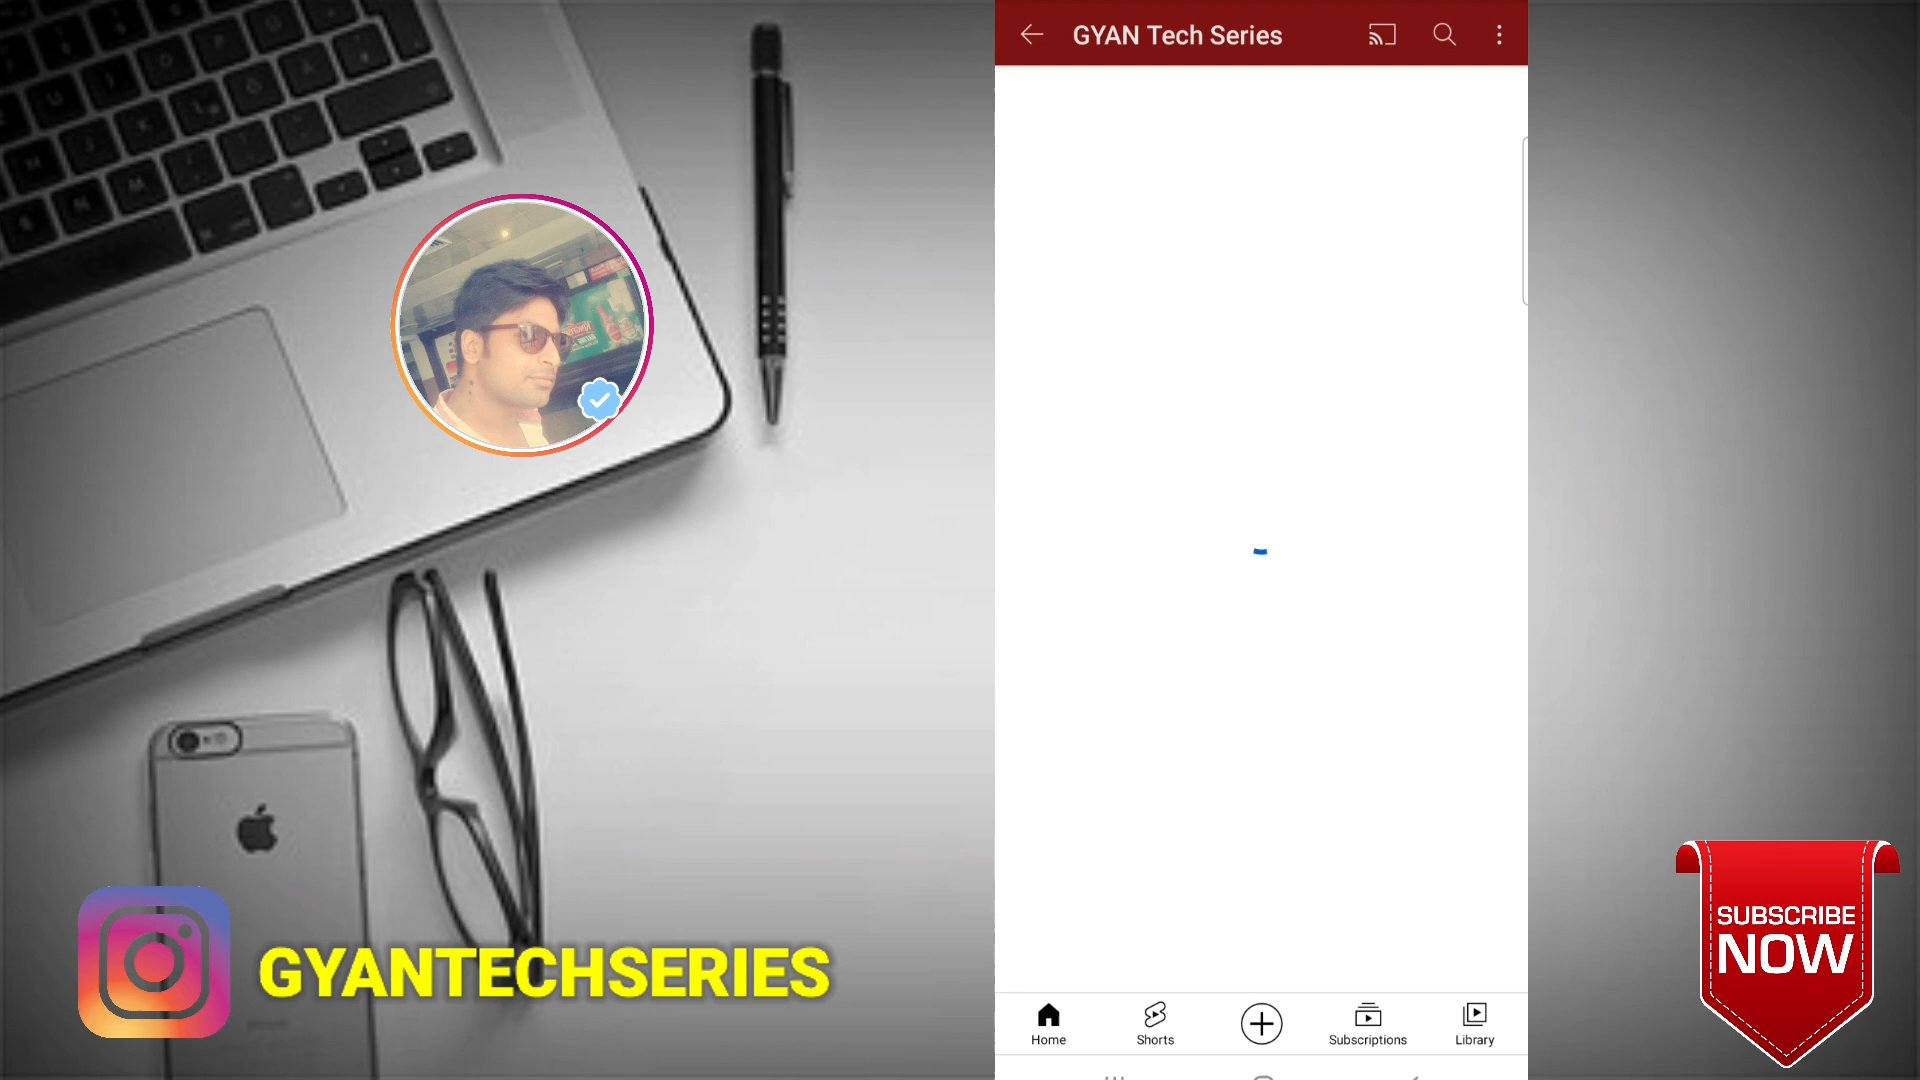 GYAN Tech Series
GYANTECHSERIES
SUBSCRIBE
NOW
Home
Shorts
Subscriptions
Library